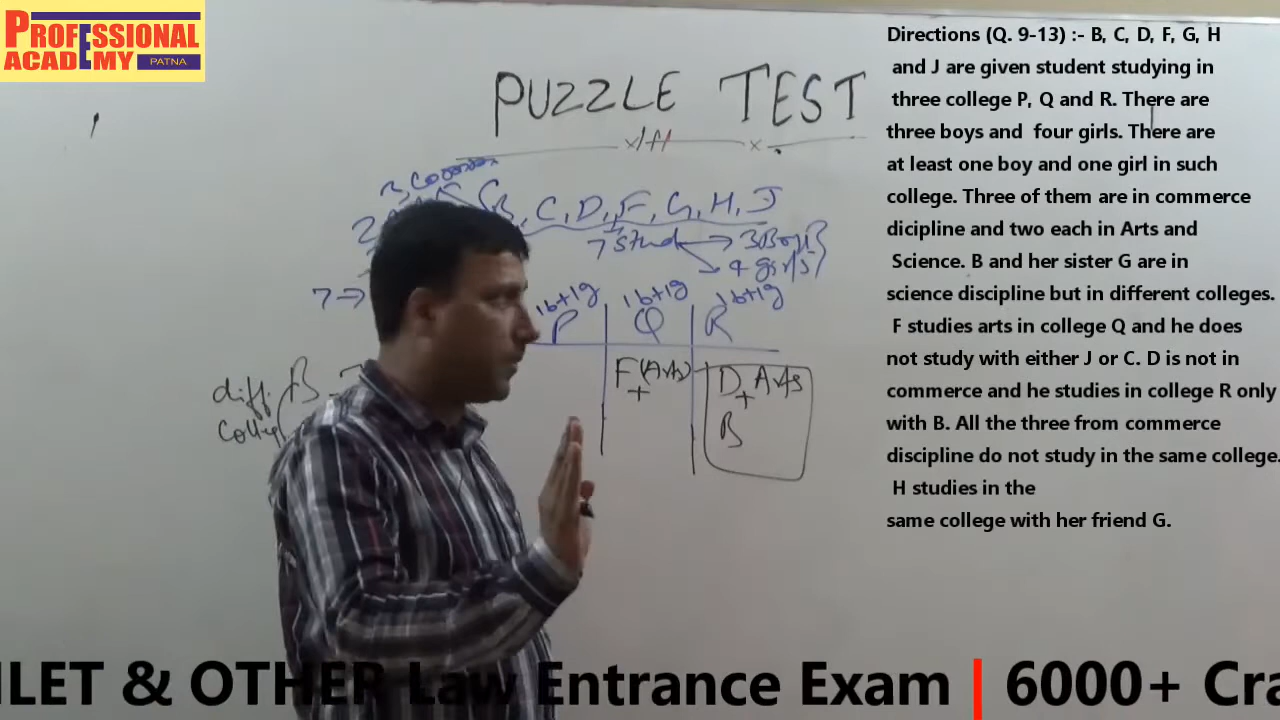 PROFESSIONAL
ACADEMY PATNA
PUZZLE TEST
B, C, D, F, G, H, J
7 Stud → 3 Boys
4 girls
7 →
1b+1g 1b+1g 1b+1g
P Q R
F (Arts) D Arts
+ +
diff. B B
Directions (Q. 9-13) :- B, C, D, F, G, H
and J are given student studying in
three college P, Q and R. There are
three boys and four girls. There are
at least one boy and one girl in such
college. Three of them are in commerce
dicipline and two each in Arts and
Science. B and her sister G are in
science discipline but in different colleges.
F studies arts in college Q and he does
not study with either J or C. D is not in
commerce and he studies in college R only
with B. All the three from commerce
discipline do not study in the same college.
H studies in the
same college with her friend G.
LET & OTHER Law Entrance Exam | 6000+ Cra